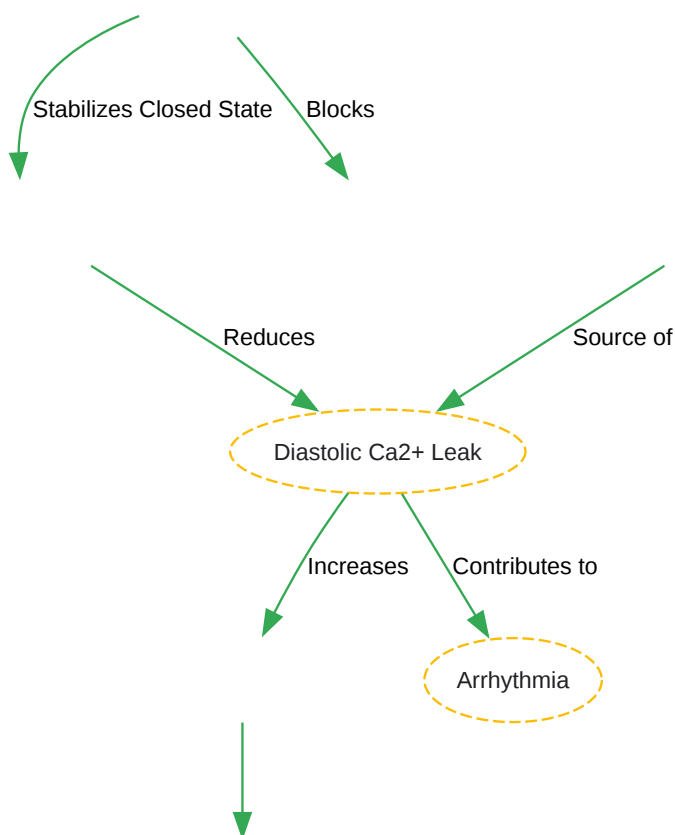 Stabilizes Closed State
Blocks
Reduces
Source of
Diastolic Ca2+ Leak
Increases
Contributes to
Arrhythmia